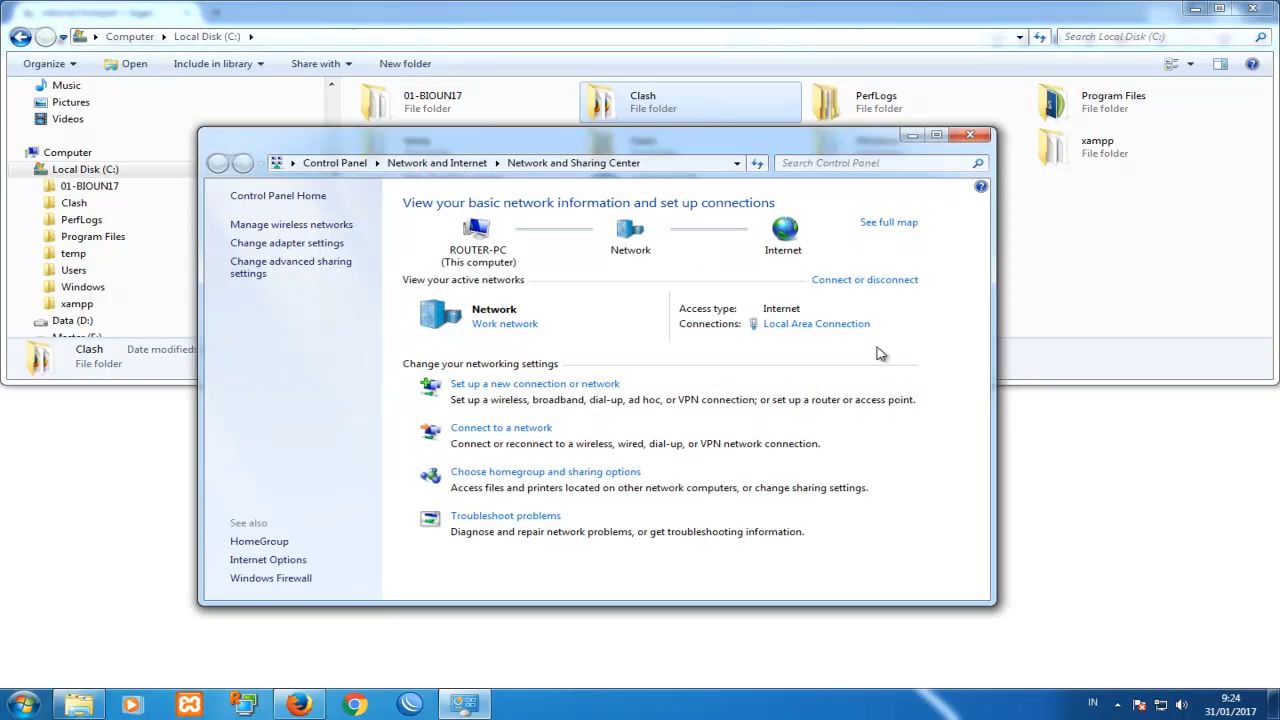 Computer
Local Disk (C:)
Search Local Disk (C:)
Organize
Open
Include in library
Share with
New folder
Music
Pictures
Videos
Computer
Local Disk (C:)
01-BIOUN17
Clash
PerfLogs
Program Files
temp
Users
Windows
xampp
Data (D:)
01-BIOUN17
File folder
Clash
File folder
PerfLogs
File folder
Program Files
File folder
xampp
File folder
Clash
Date modified:
File folder
Control Panel
Network and Internet
Network and Sharing Center
Search Control Panel
Control Panel Home
Manage wireless networks
Change adapter settings
Change advanced sharing
settings
See also
HomeGroup
Internet Options
Windows Firewall
View your basic network information and set up connections
See full map
ROUTER-PC
(This computer)
Network
Internet
View your active networks
Connect or disconnect
Network
Work network
Access type:
Internet
Connections:
Local Area Connection
Change your networking settings
Set up a new connection or network
Set up a wireless, broadband, dial-up, ad hoc, or VPN connection; or set up a router or access point.
Connect to a network
Connect or reconnect to a wireless, wired, dial-up, or VPN network connection.
Choose homegroup and sharing options
Access files and printers located on other network computers, or change sharing settings.
Troubleshoot problems
Diagnose and repair network problems, or get troubleshooting information.
IN
9:24
31/01/2017